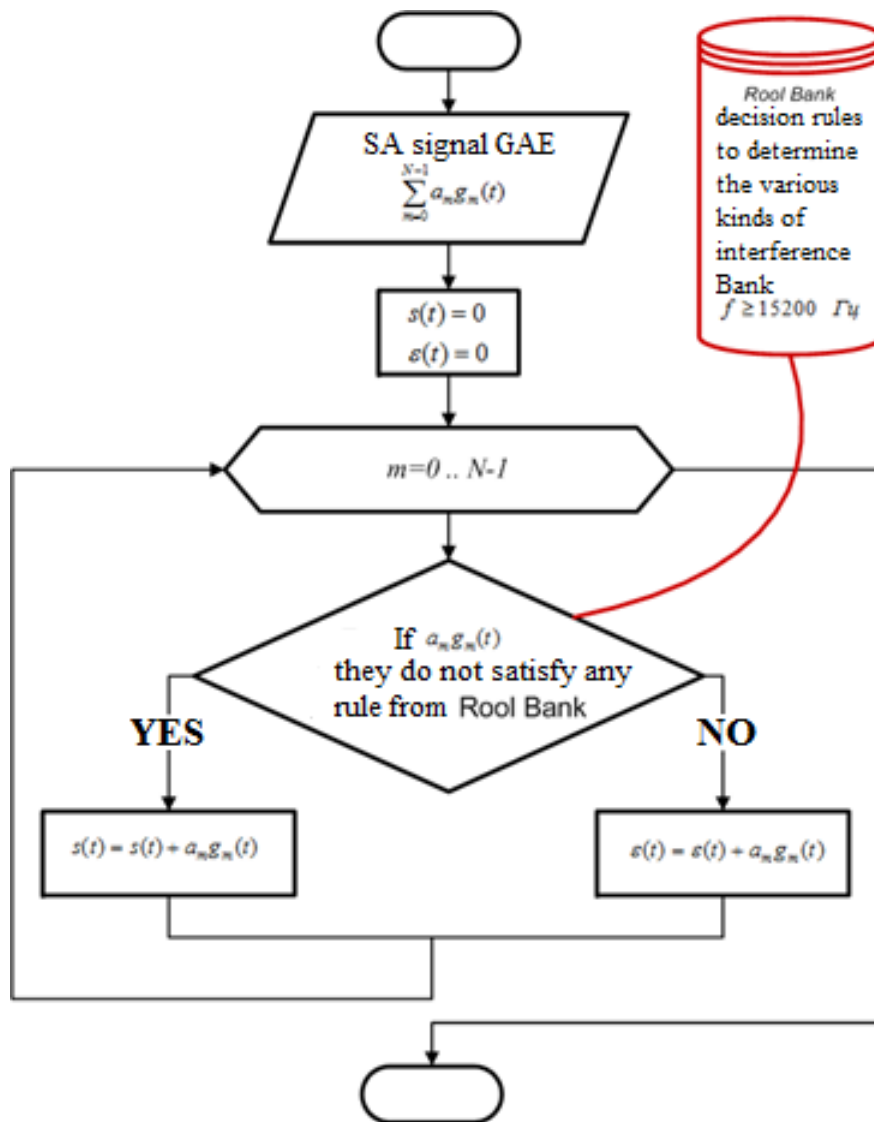 SA signal GAE
N-1
∑ a_m g_m(t)
m=0
Rool Bank
decision rules
to determine
the various
kinds of
interference
Bank
f ≥ 15200 Гц
s(t) = 0
ε(t) = 0
m=0 .. N-1
If a_m g_m(t)
they do not satisfy any
rule from Rool Bank
YES
NO
s(t) = s(t) + a_m g_m(t)
ε(t) = ε(t) + a_m g_m(t)